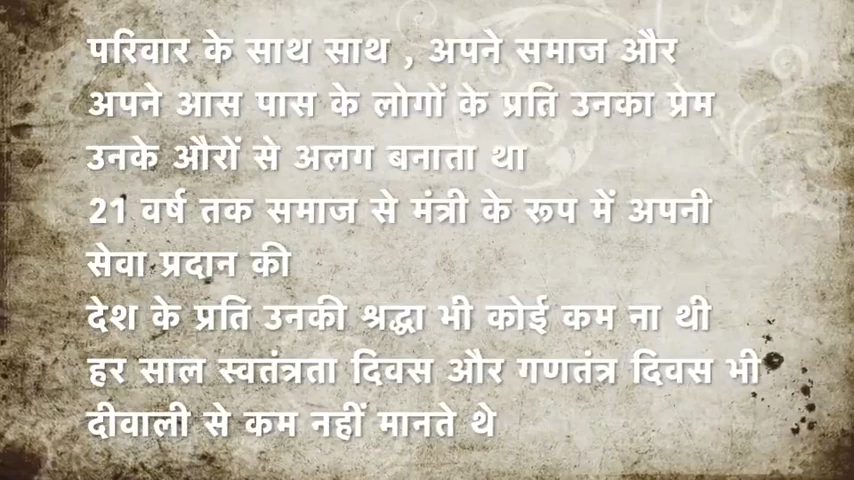 परिवार के साथ साथ , अपने समाज और
अपने आस पास के लोगों के प्रति उनका प्रेम
उनके औरों से अलग बनाता था
21 वर्ष तक समाज से मंत्री के रूप में अपनी
सेवा प्रदान की
देश के प्रति उनकी श्रद्धा भी कोई कम ना थी
हर साल स्वतंत्रता दिवस और गणतंत्र दिवस भी
दीवाली से कम नहीं मानते थे